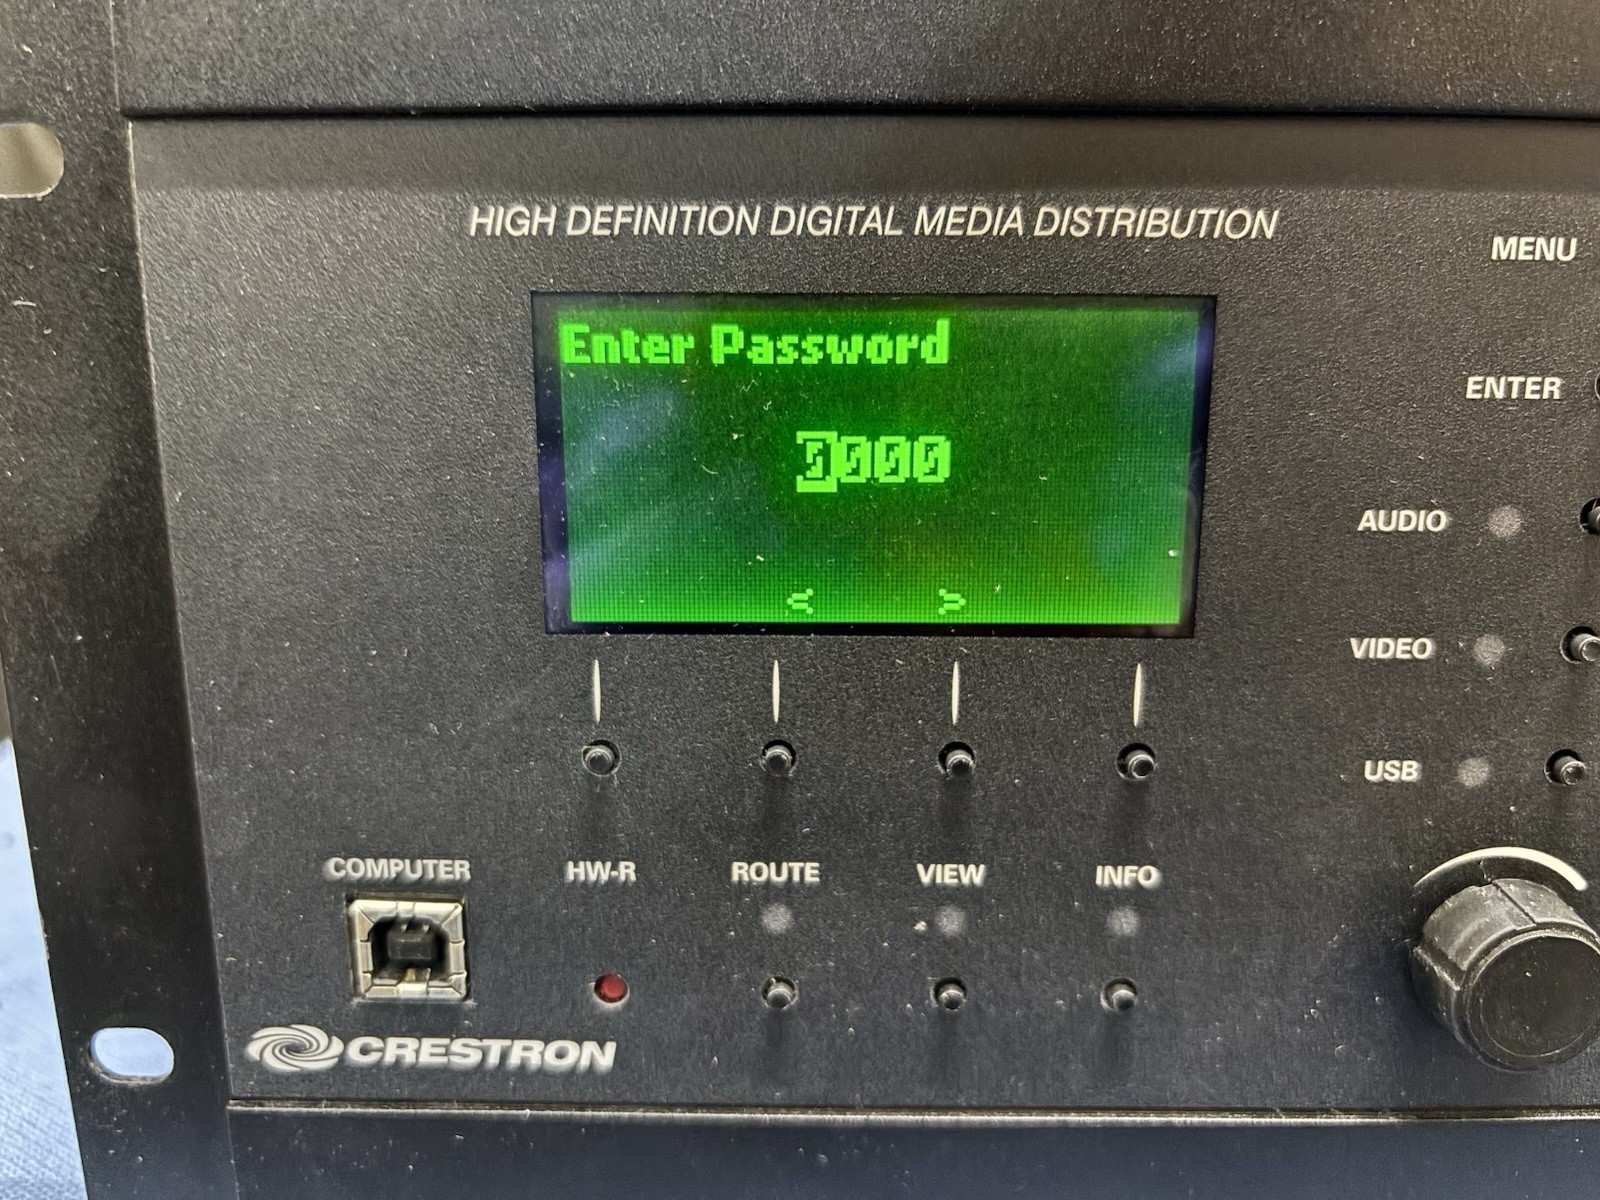 HIGH DEFINITION DIGITAL MEDIA DISTRIBUTION
MENU
Enter Password
ENTER
0000
AUDIO
< >
VIDEO
USB
COMPUTER HW-R ROUTE VIEW INFO
CRESTRON